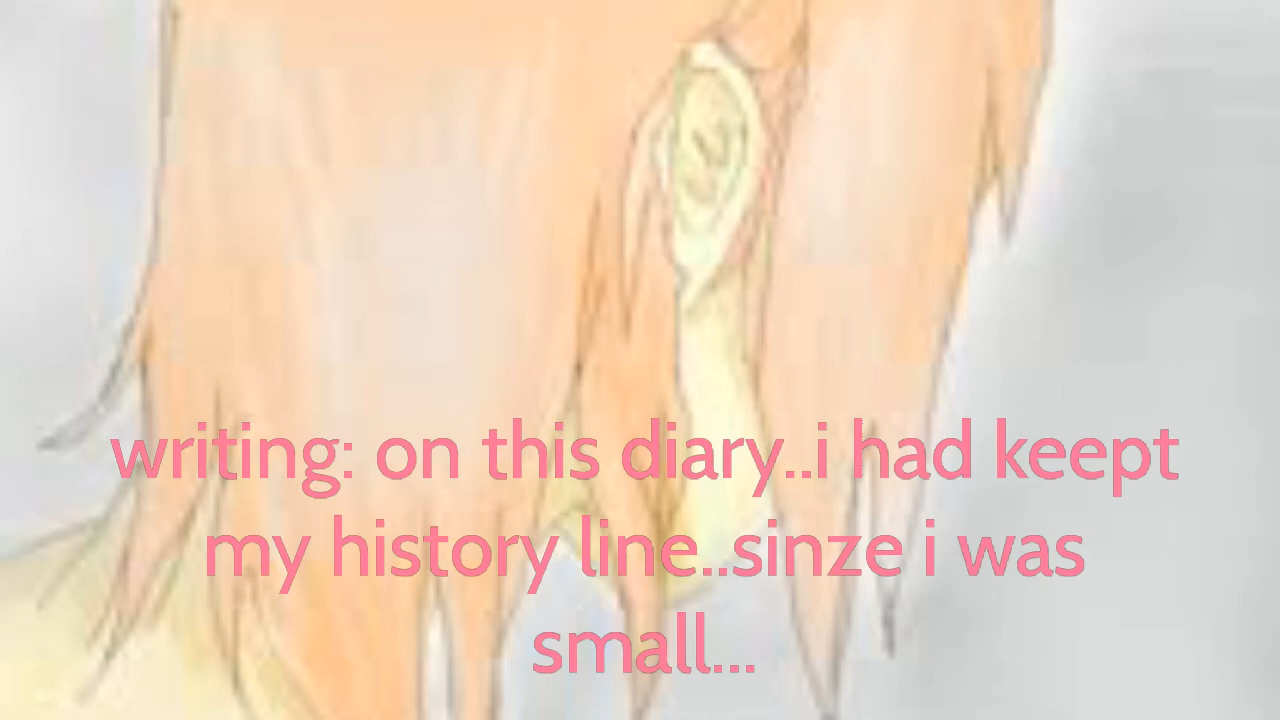 writing: on this diary..i had keept
my history line..sinze i was
small...